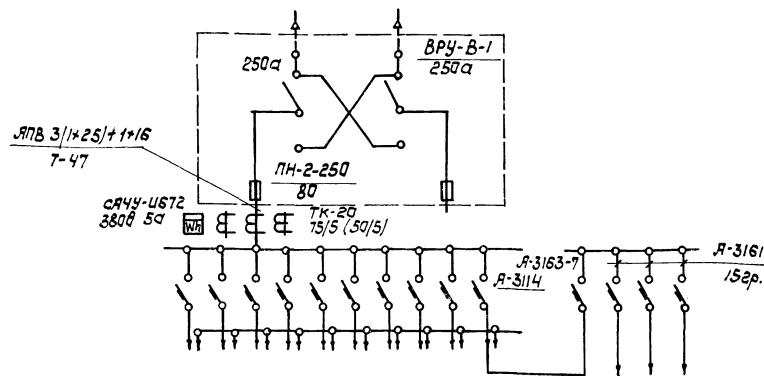 250а
ВРУ-В-1
250а
ЯПВ 3/1×25/+1×16
Т-47
ПН-2-250
80
САЧУ-И672
380В 5а
Wh
ТК-20
75/5 (50/5)
А-3163-7
А-3114
А-3161
15гр.